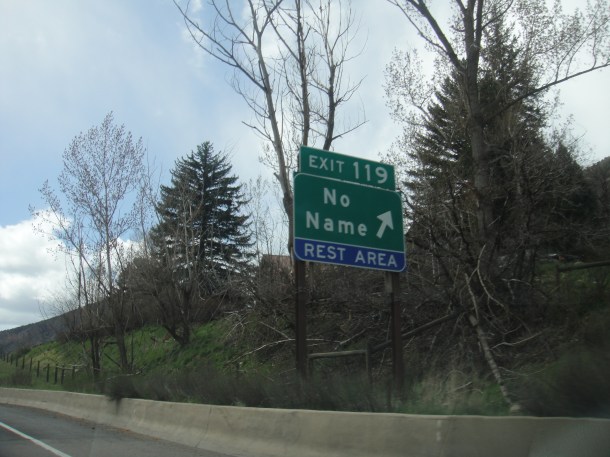 EXIT 119
No
Name
REST AREA